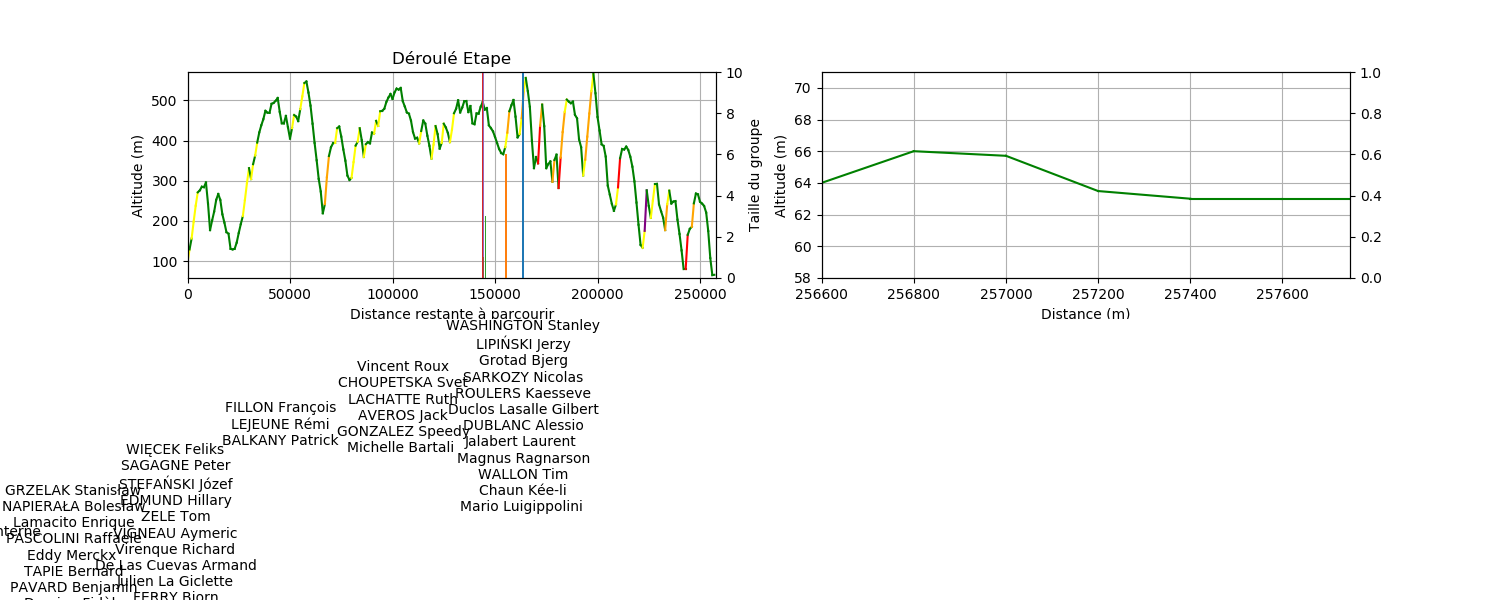 Déroulé Etape
500
400
300
200
100
Altitude (m)
10
8
6
4
2
0
Taille du groupe
0
50000
100000
150000
200000
250000
Distance restante à parcourir
70
68
66
64
62
60
58
Altitude (m)
1.0
0.8
0.6
0.4
0.2
0.0
256600
256800
257000
257200
257400
257600
Distance (m)
WASHINGTON Stanley
LIPIŃSKI Jerzy
Grotad Bjerg
SARKOZY Nicolas
ROULERS Kaesseve
Duclos Lasalle Gilbert
DUBLANC Alessio
Jalabert Laurent
Magnus Ragnarson
WALLON Tim
Chaun Kée-li
Mario Luigippolini
Vincent Roux
CHOUPETSKA Svet
LACHATTE Ruth
AVEROS Jack
GONZALEZ Speedy
Michelle Bartali
FILLON François
LEJEUNE Rémi
BALKANY Patrick
WIĘCEK Feliks
SAGAGNE Peter
STEFAŃSKI Józef
EDMUND Hillary
ZELE Tom
VIGNEAU Aymeric
Virenque Richard
De Las Cuevas Armand
Julien La Giclette
FERRY Bjorn
GRZELAK Stanisław
NAPIERAŁA Bolesław
Lamacito Enrique
PASCOLINI Raffaele
Eddy Merckx
TAPIE Bernard
PAVARD Benjamin